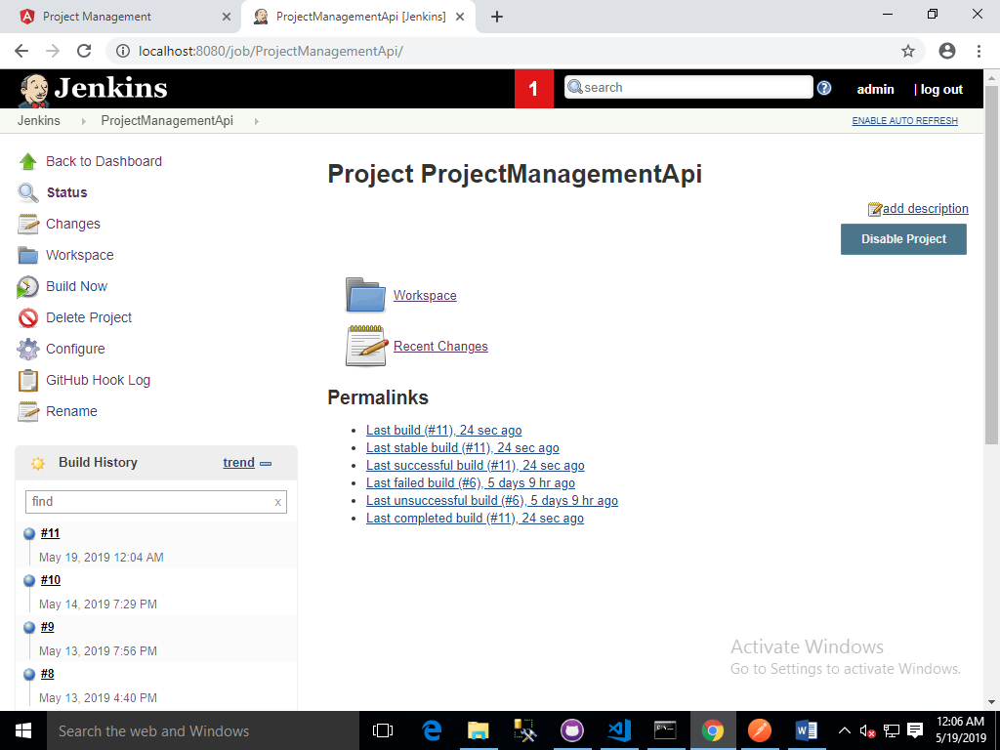 Project Management
ProjectManagementApi [Jenkins]
localhost:8080/job/ProjectManagementApi/
Jenkins
1
search
admin
| log out
Jenkins
ProjectManagementApi
ENABLE AUTO REFRESH
Back to Dashboard
Status
Changes
Workspace
Build Now
Delete Project
Configure
GitHub Hook Log
Rename
Project ProjectManagementApi
add description
Disable Project
Workspace
Recent Changes
Permalinks
Last build (#11), 24 sec ago
Last stable build (#11), 24 sec ago
Last successful build (#11), 24 sec ago
Last failed build (#6), 5 days 9 hr ago
Last unsuccessful build (#6), 5 days 9 hr ago
Last completed build (#11), 24 sec ago
Build History
trend
find
x
#11
May 19, 2019 12:04 AM
#10
May 14, 2019 7:29 PM
#9
May 13, 2019 7:56 PM
#8
May 13, 2019 4:40 PM
Activate Windows
Go to Settings to activate Windows.
Search the web and Windows
12:06 AM
5/19/2019